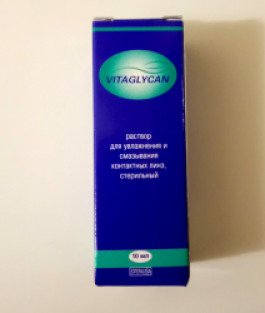 VITAGLYCAN
раствор
для увлажнения и
смазывания
контактных линз,
стерильный
10 мл